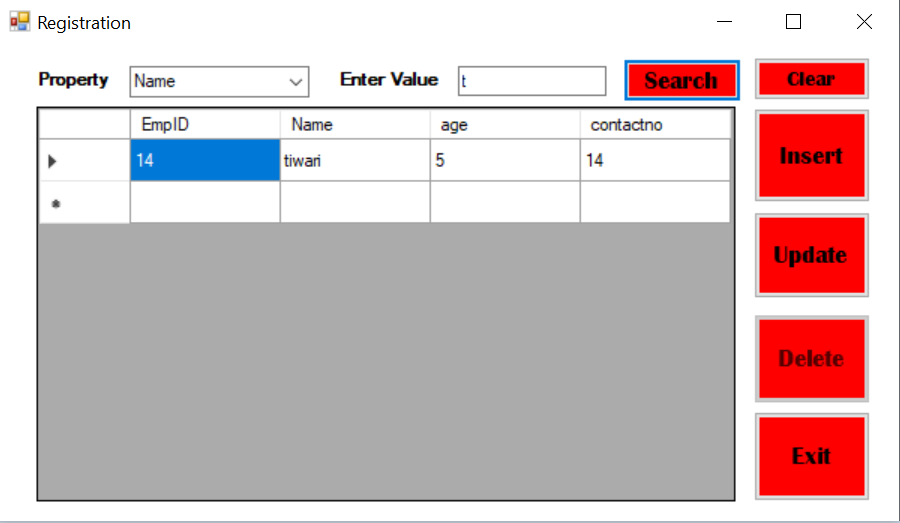 Registration
Property Name Enter Value t Search Clear
EmpID Name age contactno
14 tiwari 5 14
Insert
Update
Delete
Exit